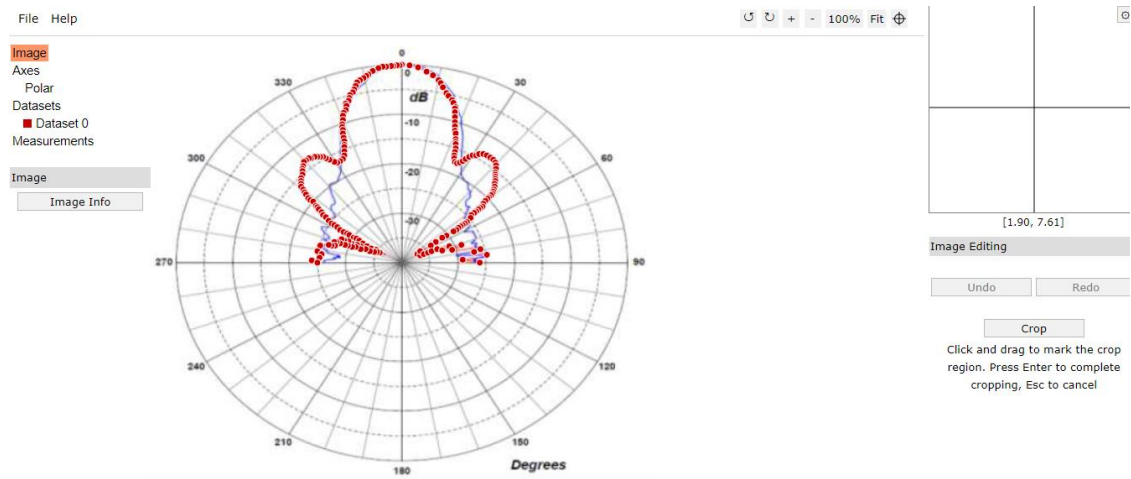 File Help
↺ ↻ + - 100% Fit
Image
Axes
Polar
Datasets
Dataset 0
Measurements
Image
Image Info
0
30
60
90
120
150
180
210
240
270
300
330
0
dB
-10
-20
-30
Degrees
[1.90, 7.61]
Image Editing
Undo Redo
Crop
Click and drag to mark the crop
region. Press Enter to complete
cropping, Esc to cancel